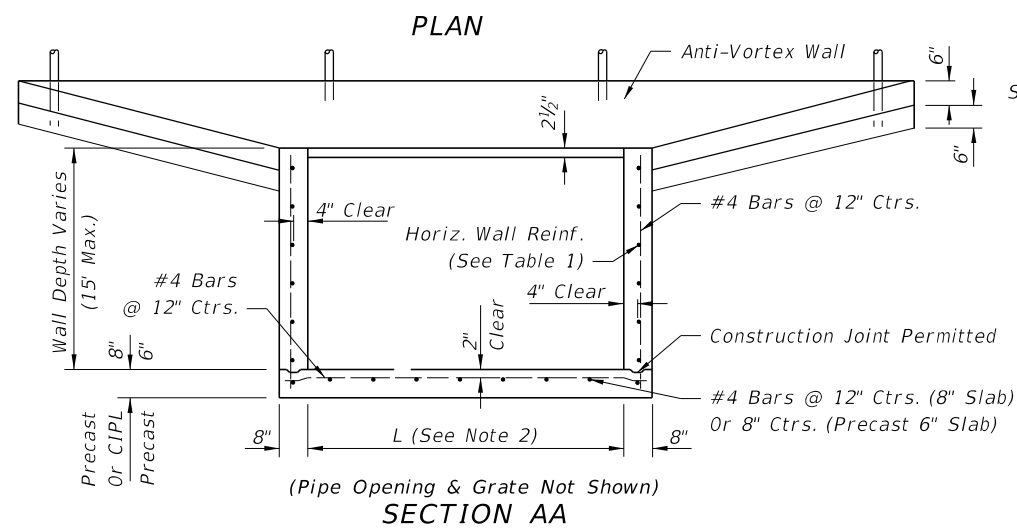 PLAN
Anti-Vortex Wall
6"
S
2½"
6"
Wall Depth Varies
(15' Max.)
4" Clear
#4 Bars @ 12" Ctrs.
Horiz. Wall Reinf.
(See Table 1)
#4 Bars
@ 12" Ctrs.
4" Clear
2"
Clear
Construction Joint Permitted
8"
6"
#4 Bars @ 12" Ctrs. (8" Slab)
Or 8" Ctrs. (Precast 6" Slab)
Precast
Or CIPL
Precast
8"
L (See Note 2)
8"
(Pipe Opening & Grate Not Shown)
SECTION AA